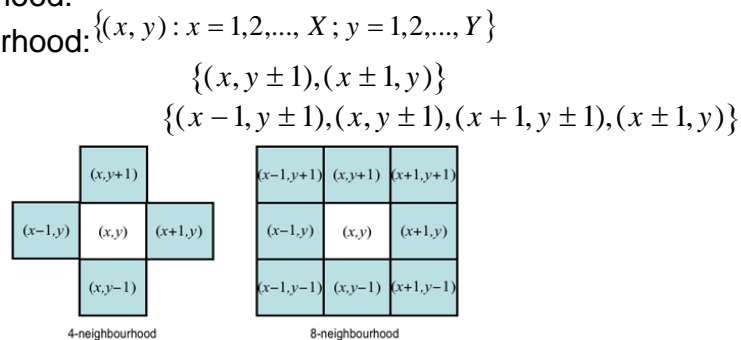 rhood: {(x, y) : x = 1,2,..., X ; y = 1,2,..., Y}
{(x, y ± 1), (x ± 1, y)}
{(x − 1, y ± 1), (x, y ± 1), (x + 1, y ± 1), (x ± 1, y)}
(x,y+1)
(x−1,y) (x,y) (x+1,y)
(x,y−1)
4-neighbourhood
(x−1,y+1) (x,y+1) (x+1,y+1)
(x−1,y) (x,y) (x+1,y)
(x−1,y−1) (x,y−1) (x+1,y−1)
8-neighbourhood